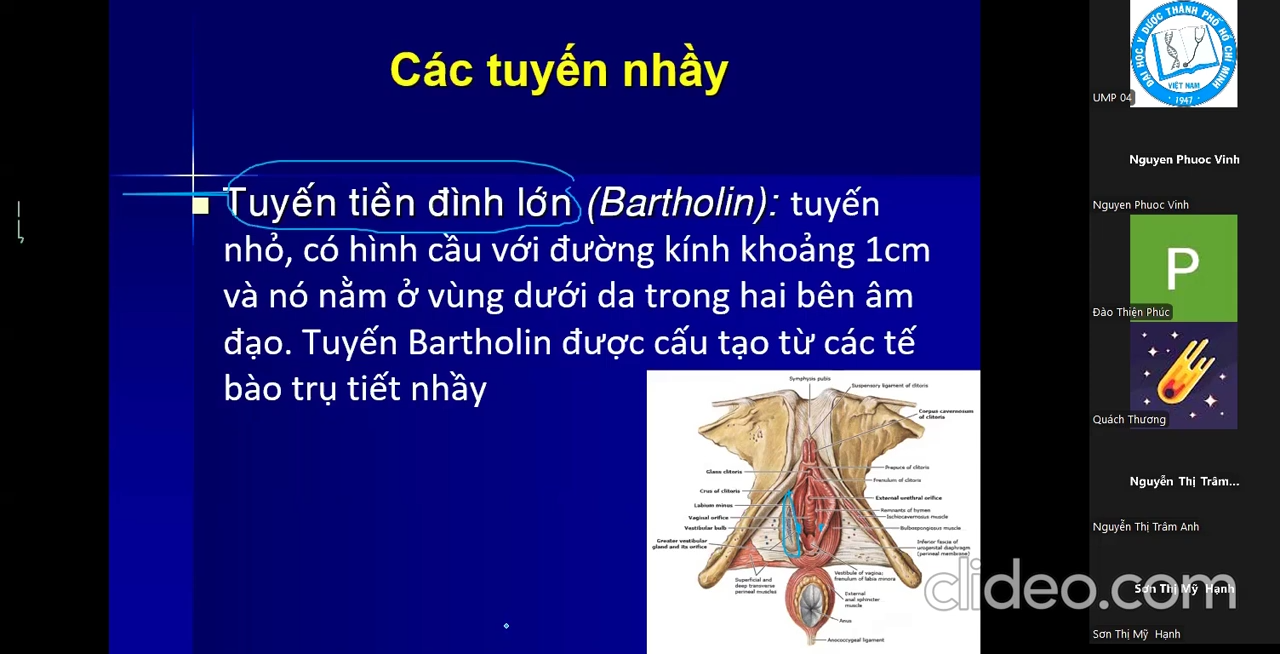 Các tuyến nhầy
Tuyến tiền đình lớn (Bartholin): tuyến
nhỏ, có hình cầu với đường kính khoảng 1cm
và nó nằm ở vùng dưới da trong hai bên âm
đạo. Tuyến Bartholin được cấu tạo từ các tế
bào trụ tiết nhầy
Symphysis pubis
Suspensory ligament of clitoris
Corpus cavernosum
of clitoris
Glans clitoris
Prepuce of clitoris
Frenulum of clitoris
Crus of clitoris
External urethral orifice
Labium minus
Remnants of hymen
Vaginal orifice
Ischiocavernosus muscle
Vestibular bulb
Bulbospongiosus muscle
Greater vestibular
gland and its orifice
Inferior fascia of
urogenital diaphragm
(perineal membrane)
Superficial and
deep transverse
perineal muscles
Vestibule of vagina;
frenulum of labia minora
External
anal sphincter
muscle
Anus
Anococcygeal ligament
ĐẠI HỌC Y DƯỢC THÀNH PHỐ HỒ CHÍ MINH
VIỆT NAM
1947
UMP 04
Nguyen Phuoc Vinh
Nguyen Phuoc Vinh
P
Đào Thiện Phúc
Quách Thương
Nguyễn Thị Trâm...
Nguyễn Thị Trâm Anh
Sơn Thị Mỹ Hạnh
Sơn Thị Mỹ Hạnh
clideo.com